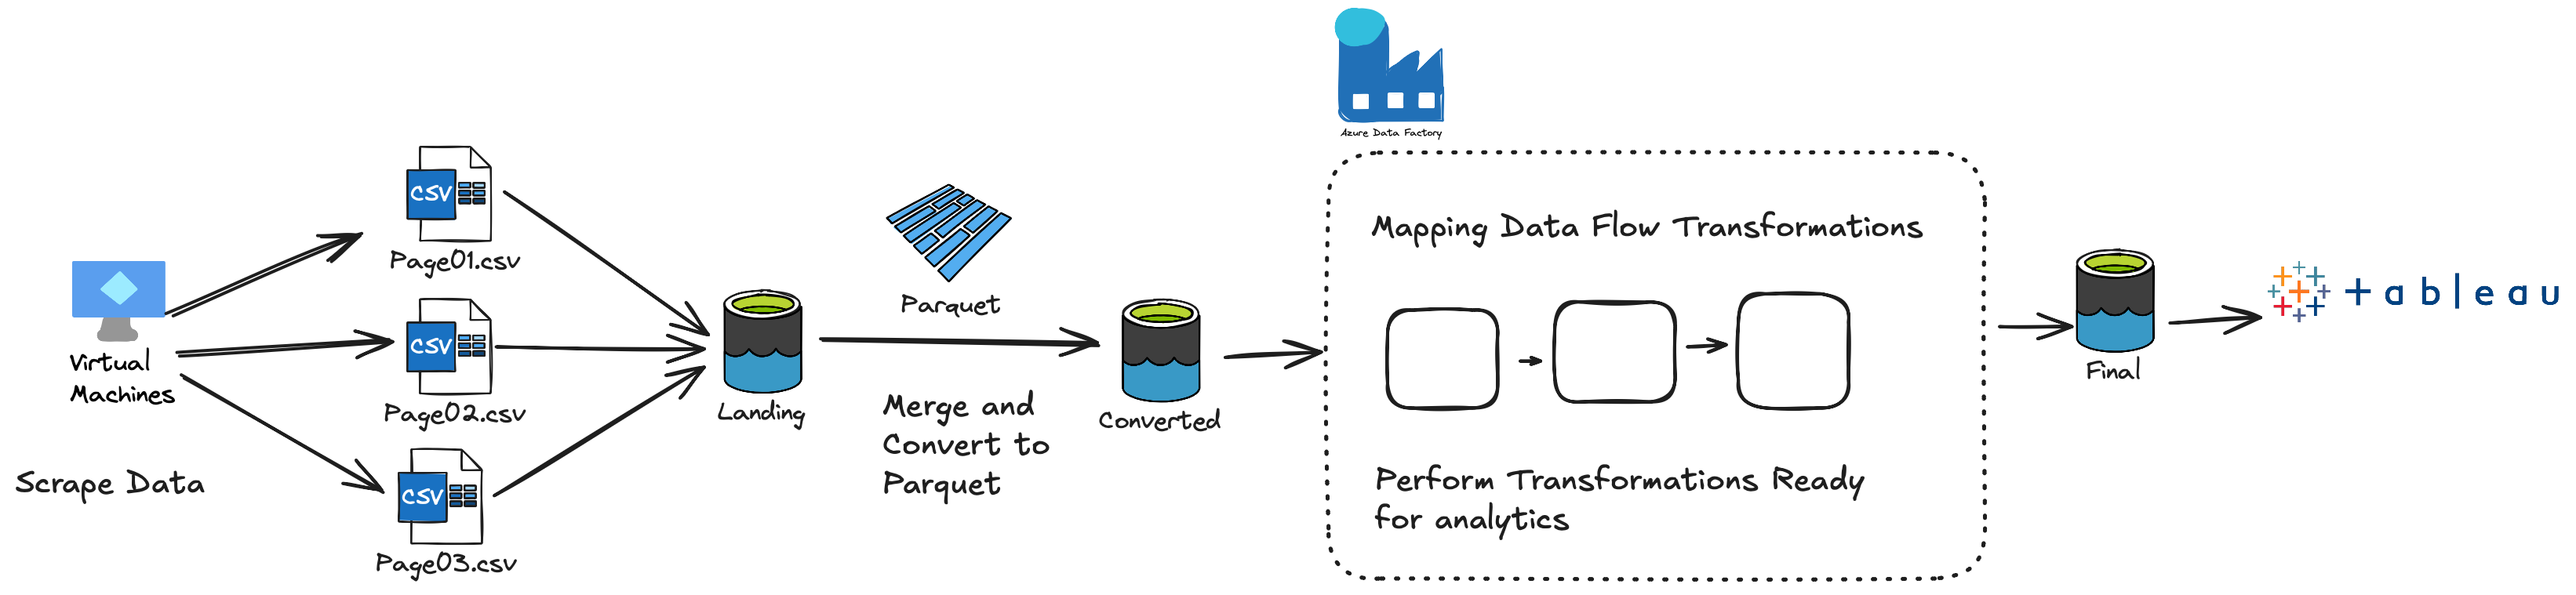 Azure Data Factory
CSV
Page01.csv
Mapping Data Flow Transformations
Parquet
CSV
Page02.csv
Virtual
Machines
Landing
Converted
Final
+ableau
Merge and
Convert to
Parquet
Scrape Data
CSV
Page03.csv
Perform Transformations Ready
for analytics